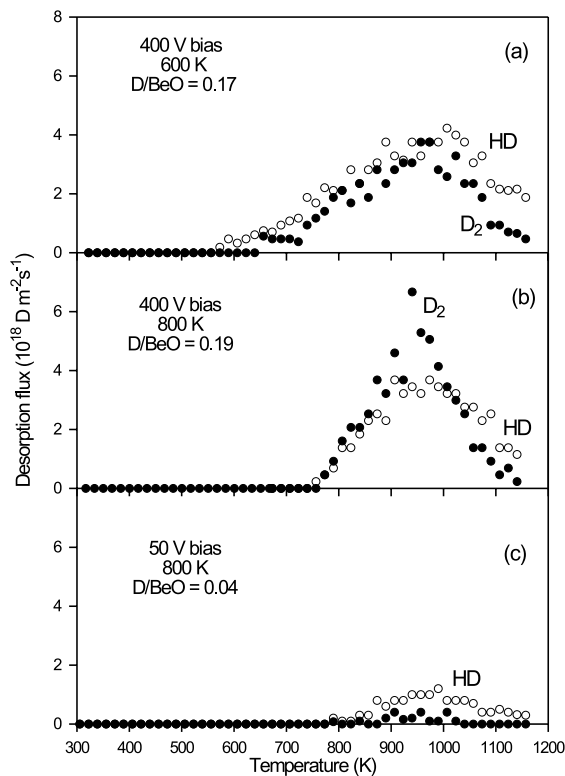 8
400 V bias
600 K
D/BeO = 0.17
(a)
6
4
HD
2
D2
0
400 V bias
800 K
D/BeO = 0.19
D2
(b)
6
4
HD
2
0
50 V bias
800 K
D/BeO = 0.04
(c)
6
4
2
HD
0
Desorption flux (10^18 D m^-2 s^-1)
300 400 500 600 700 800 900 1000 1100 1200
Temperature (K)